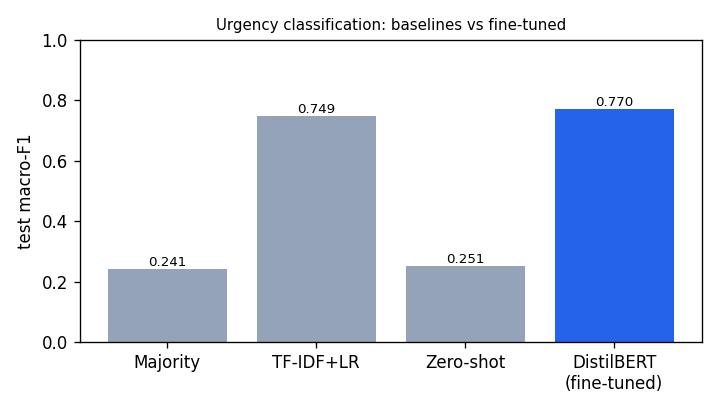 Urgency classification: baselines vs fine-tuned
test macro-F1
1.0
0.8
0.6
0.4
0.2
0.0
0.241
0.749
0.251
0.770
Majority
TF-IDF+LR
Zero-shot
DistilBERT
(fine-tuned)